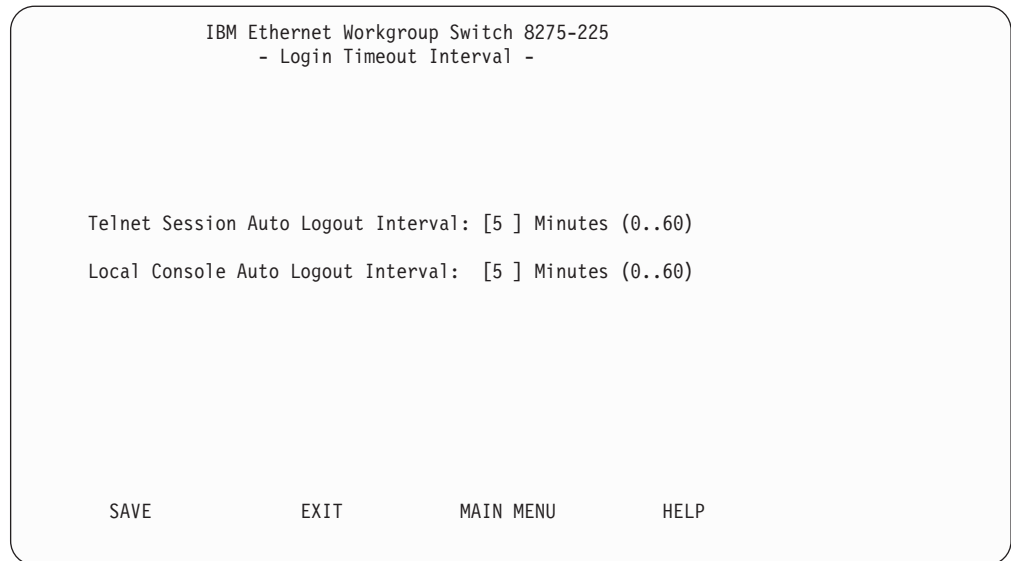 IBM Ethernet Workgroup Switch 8275-225
- Login Timeout Interval -
Telnet Session Auto Logout Interval: [5 ] Minutes (0..60)
Local Console Auto Logout Interval: [5 ] Minutes (0..60)
SAVE EXIT MAIN MENU HELP